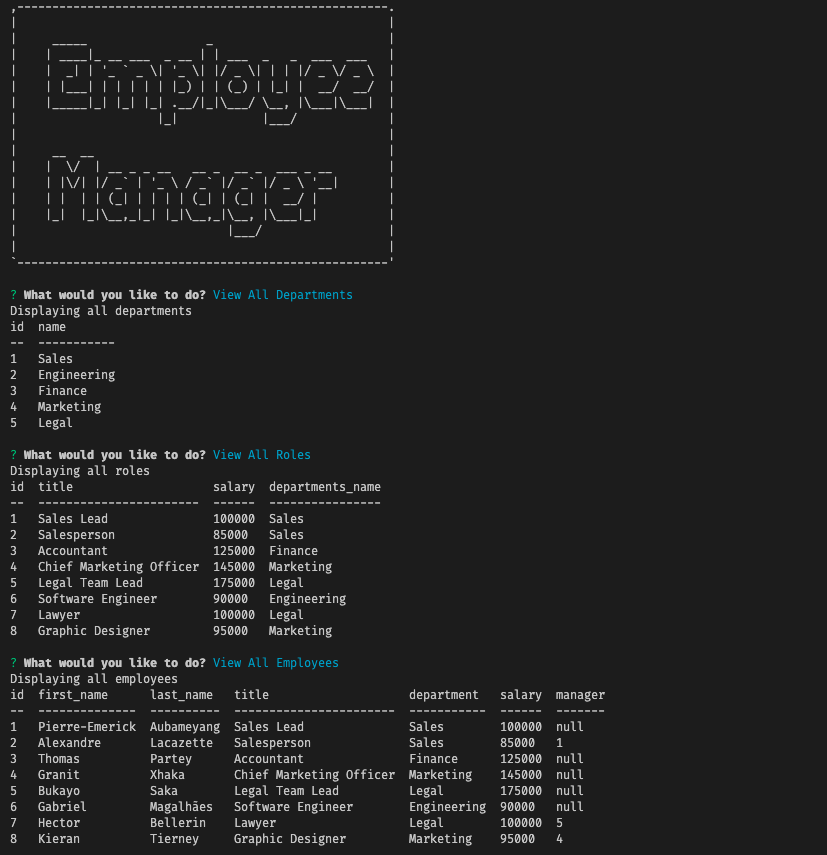 Employee
Manager
? What would you like to do? View All Departments
Displaying all departments
id  name
--  -----------
1   Sales
2   Engineering
3   Finance
4   Marketing
5   Legal
? What would you like to do? View All Roles
Displaying all roles
id  title                    salary  departments_name
--  -----------------------  ------  ----------------
1   Sales Lead               100000  Sales
2   Salesperson              85000   Sales
3   Accountant               125000  Finance
4   Chief Marketing Officer  145000  Marketing
5   Legal Team Lead          175000  Legal
6   Software Engineer        90000   Engineering
7   Lawyer                   100000  Legal
8   Graphic Designer         95000   Marketing
? What would you like to do? View All Employees
Displaying all employees
id  first_name      last_name   title                    department   salary  manager
--  --------------  ----------  -----------------------  -----------  ------  -------
1   Pierre-Emerick  Aubameyang  Sales Lead               Sales        100000  null
2   Alexandre       Lacazette   Salesperson              Sales        85000   1
3   Thomas          Partey      Accountant               Finance      125000  null
4   Granit          Xhaka       Chief Marketing Officer  Marketing    145000  null
5   Bukayo          Saka        Legal Team Lead          Legal        175000  null
6   Gabriel         Magalhães   Software Engineer        Engineering  90000   null
7   Hector          Bellerin    Lawyer                   Legal        100000  5
8   Kieran          Tierney     Graphic Designer         Marketing    95000   4